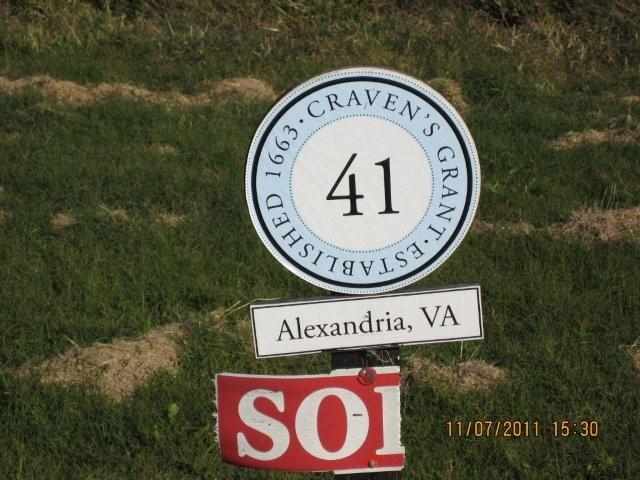 CRAVEN'S GRANT · ESTABLISHED 1663 ·
41
Alexandria, VA
SO
11/07/2011 15:30